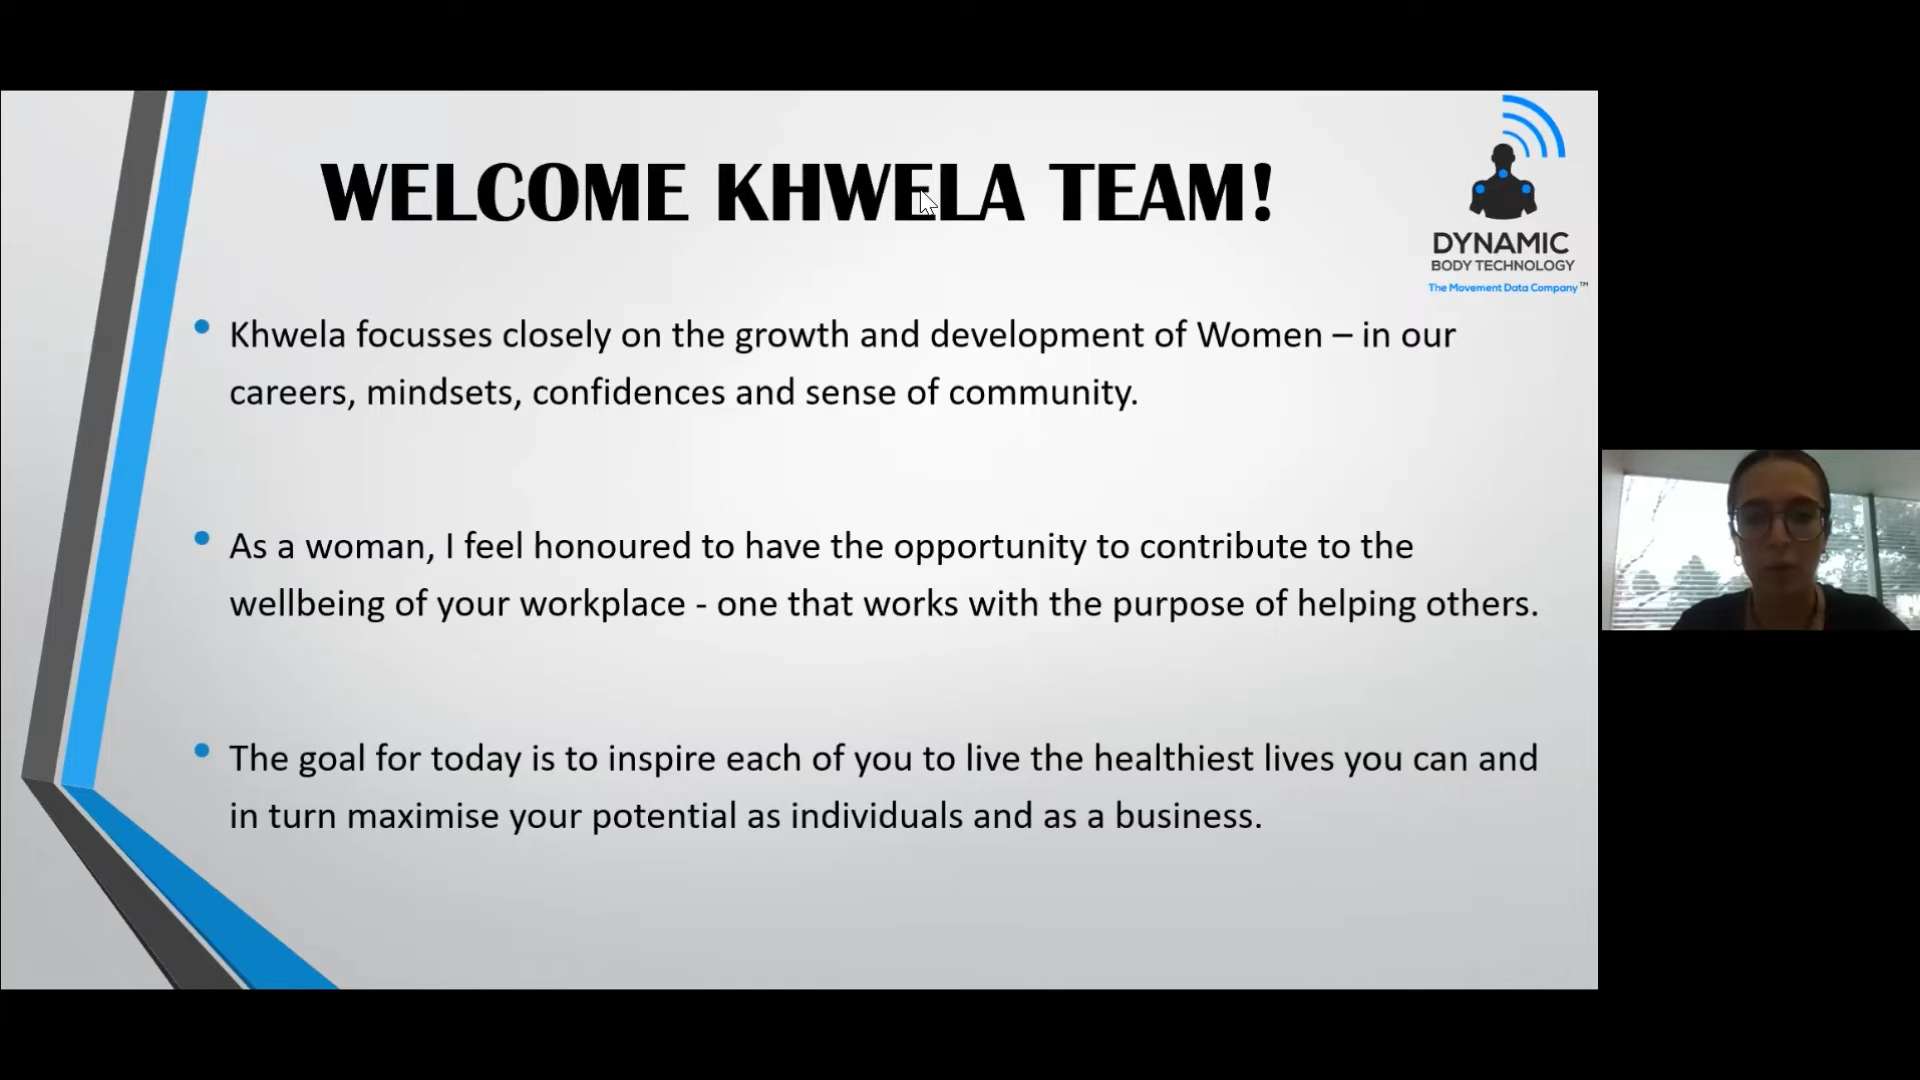 WELCOME KHWELA TEAM!
DYNAMIC
BODY TECHNOLOGY
The Movement Data Company™
• Khwela focusses closely on the growth and development of Women – in our
careers, mindsets, confidences and sense of community.
• As a woman, I feel honoured to have the opportunity to contribute to the
wellbeing of your workplace - one that works with the purpose of helping others.
• The goal for today is to inspire each of you to live the healthiest lives you can and
in turn maximise your potential as individuals and as a business.